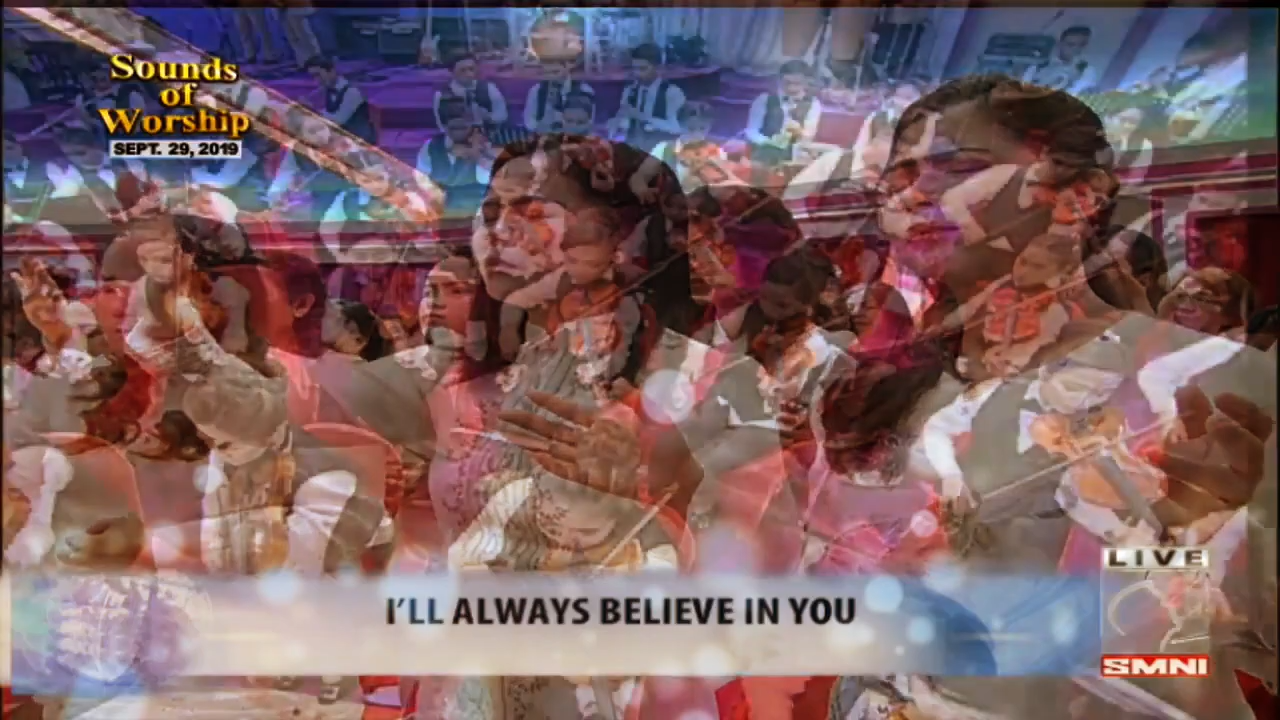 Sounds
of
Worship
SEPT. 29, 2019
I'LL ALWAYS BELIEVE IN YOU
LIVE
SMNI